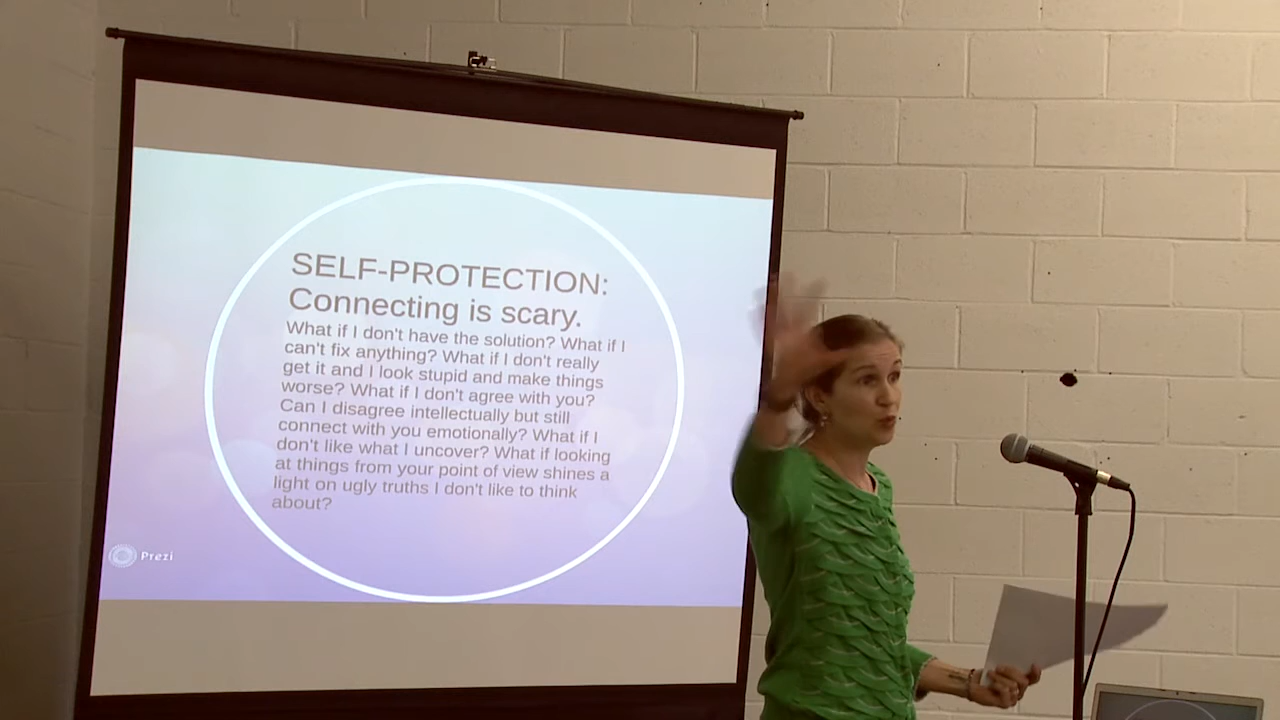 SELF-PROTECTION:
Connecting is scary.
What if I don't have the solution? What if I
can't fix anything? What if I don't really
get it and I look stupid and make things
worse? What if I don't agree with you?
Can I disagree intellectually but still
connect with you emotionally? What if I
don't like what I uncover? What if looking
at things from your point of view shines a
light on ugly truths I don't like to think
about?
Prezi